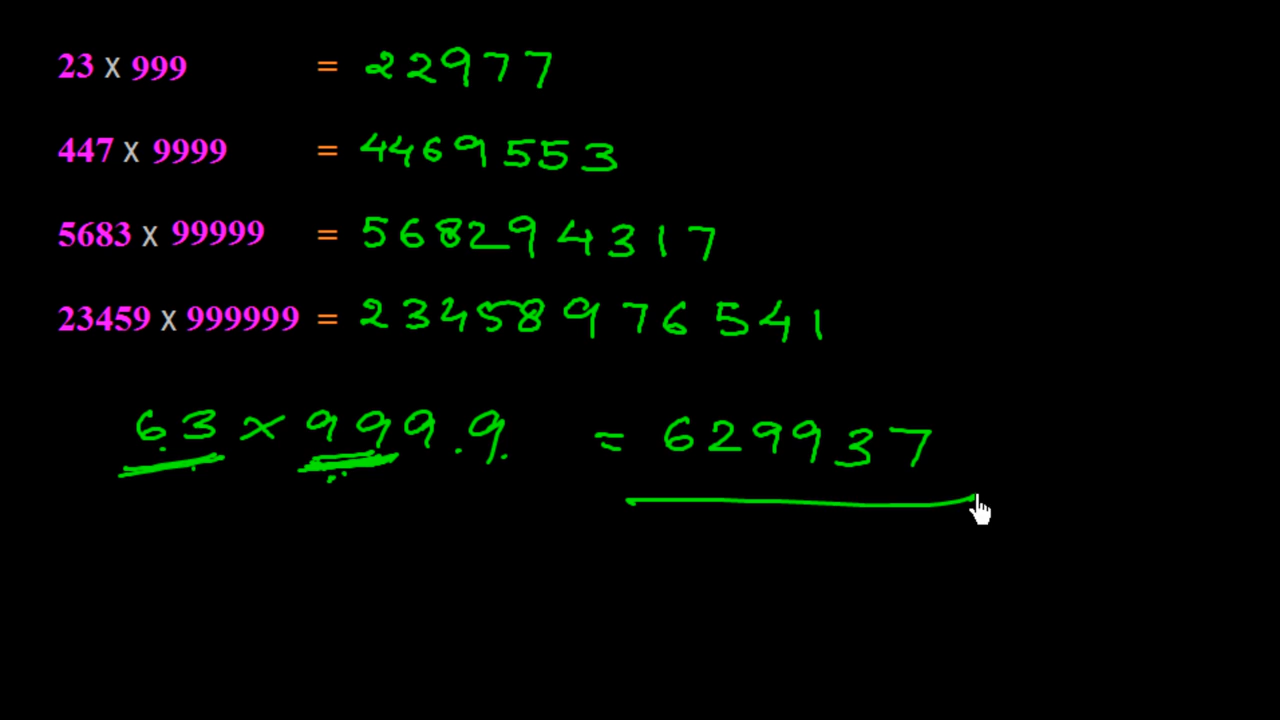 23 x 999 = 22977
447 x 9999 = 4469553
5683 x 99999 = 568294317
23459 x 999999 = 23458976541
63 x 9999 = 629937